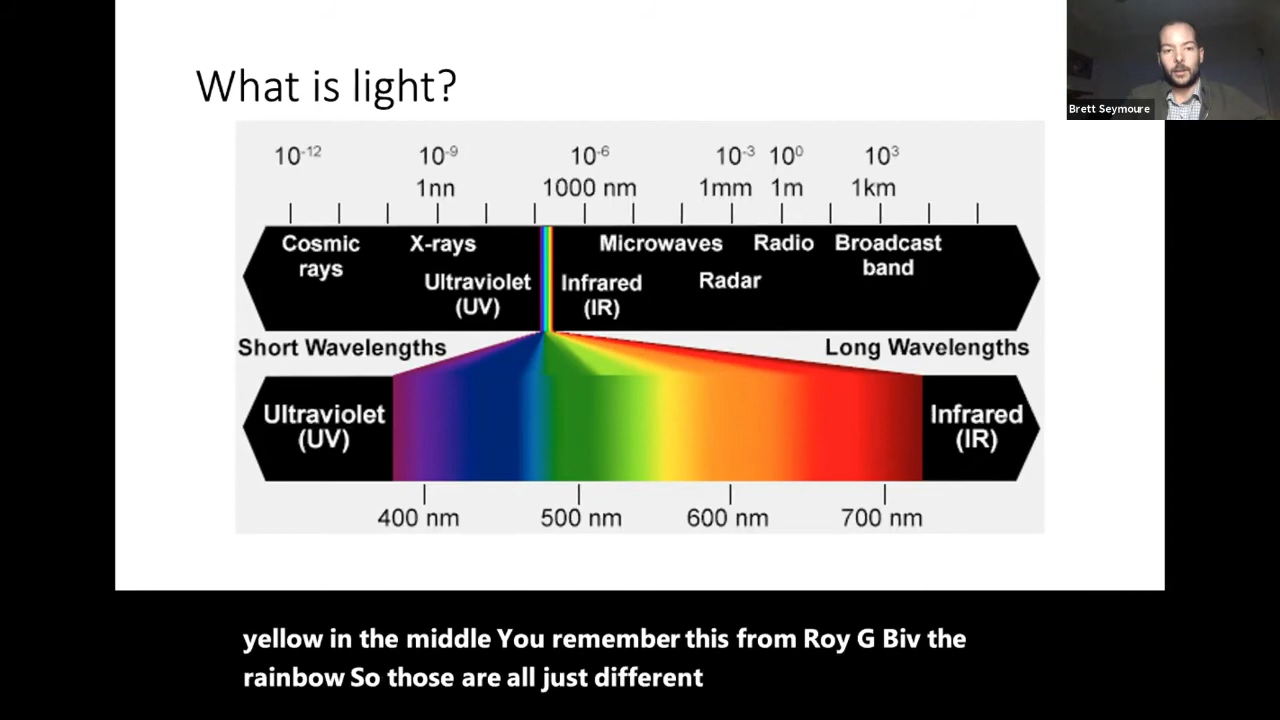 What is light?
Brett Seymoure
10-12 10-9 10-6 10-3 100 103
1nn 1000 nm 1mm 1m 1km
Cosmic rays
X-rays
Ultraviolet (UV)
Infrared (IR)
Microwaves
Radar
Radio
Broadcast band
Short Wavelengths
Long Wavelengths
Ultraviolet (UV)
Infrared (IR)
400 nm 500 nm 600 nm 700 nm
yellow in the middle You remember this from Roy G Biv the
rainbow So those are all just different